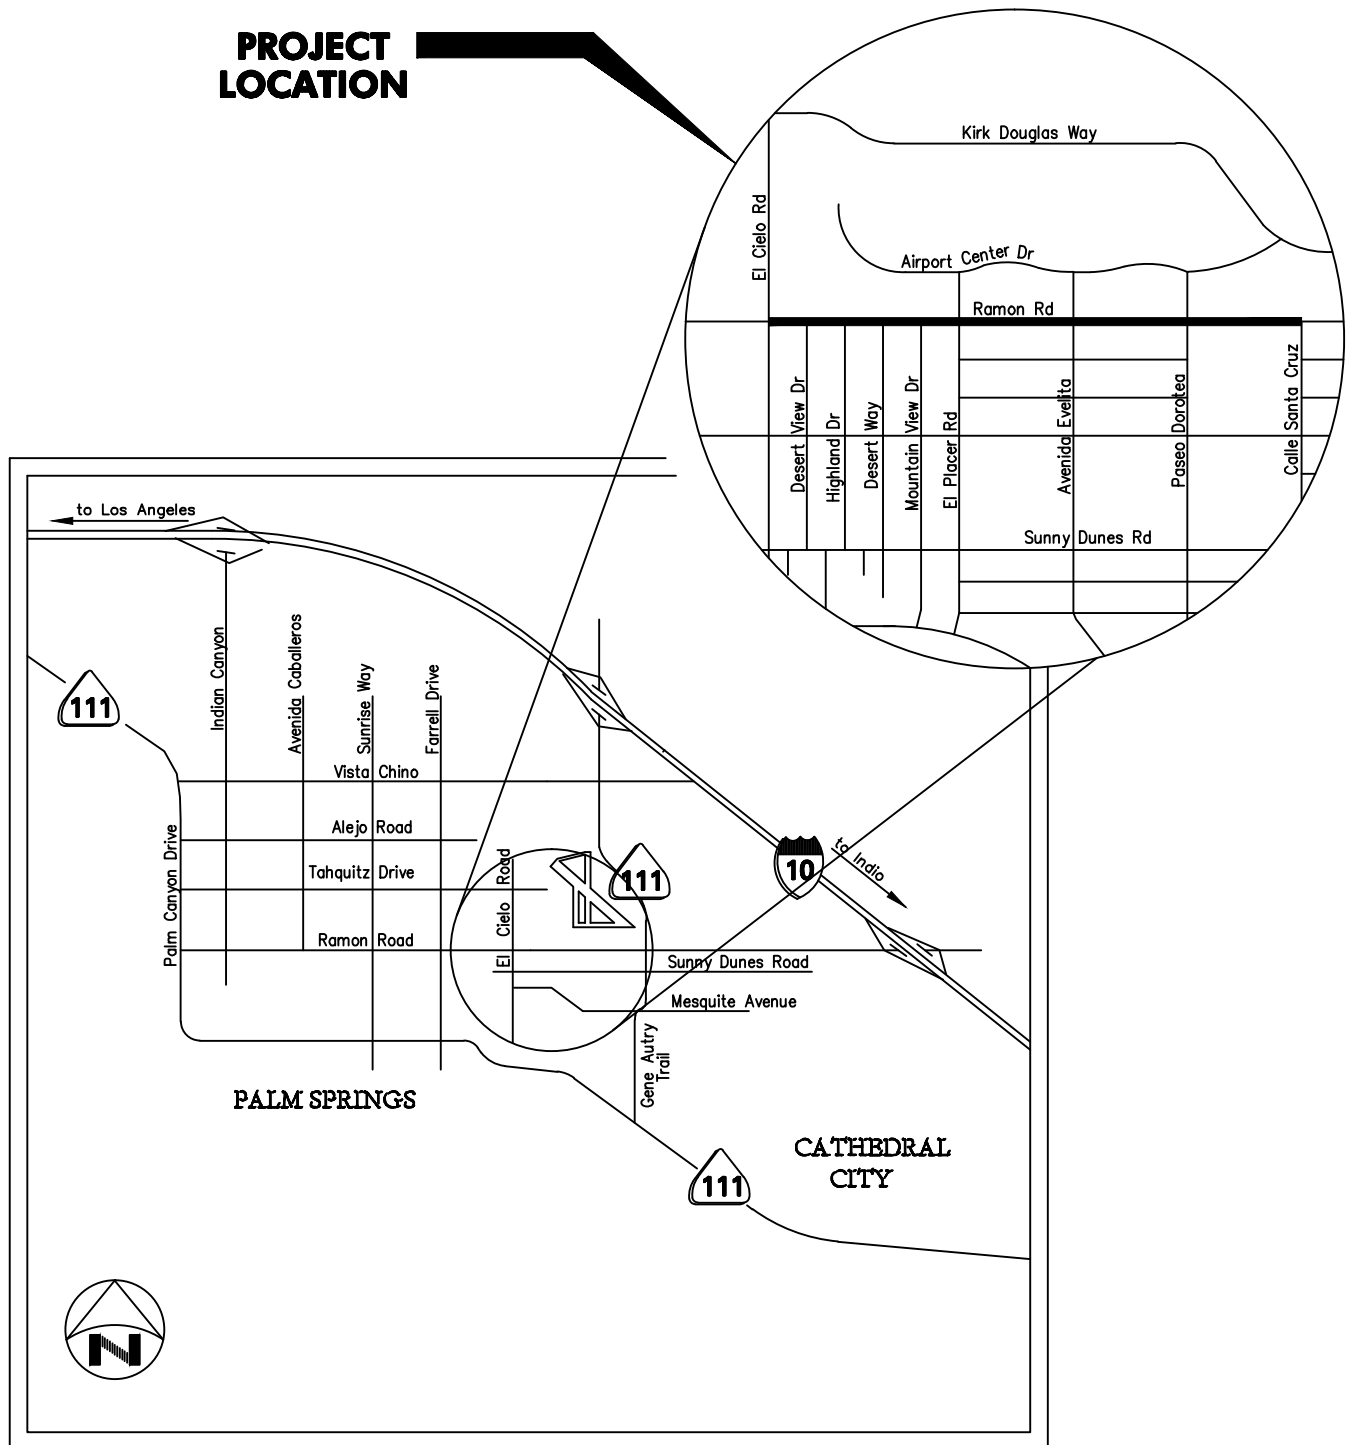 PROJECT
LOCATION
Kirk Douglas Way
El Cielo Rd
Airport Center Dr
Ramon Rd
Desert View Dr
Highland Dr
Desert Way
Mountain View Dr
El Placer Rd
Avenida Evelita
Paseo Dorotea
Calle Santa Cruz
Sunny Dunes Rd
to Los Angeles
111
Indian Canyon
Avenida Caballeros
Sunrise Way
Farrell Drive
Vista Chino
Alejo Road
Tahquitz Drive
Palm Canyon Drive
Ramon Road
El Cielo Road
111
10
to Indio
Sunny Dunes Road
Mesquite Avenue
Gene Autry
Trail
PALM SPRINGS
CATHEDRAL
CITY
111
N